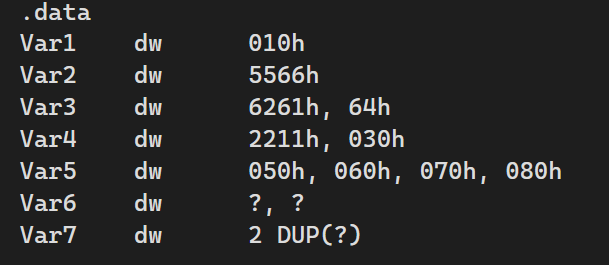 .data
Var1 dw 010h
Var2 dw 5566h
Var3 dw 6261h, 64h
Var4 dw 2211h, 030h
Var5 dw 050h, 060h, 070h, 080h
Var6 dw ?, ?
Var7 dw 2 DUP(?)